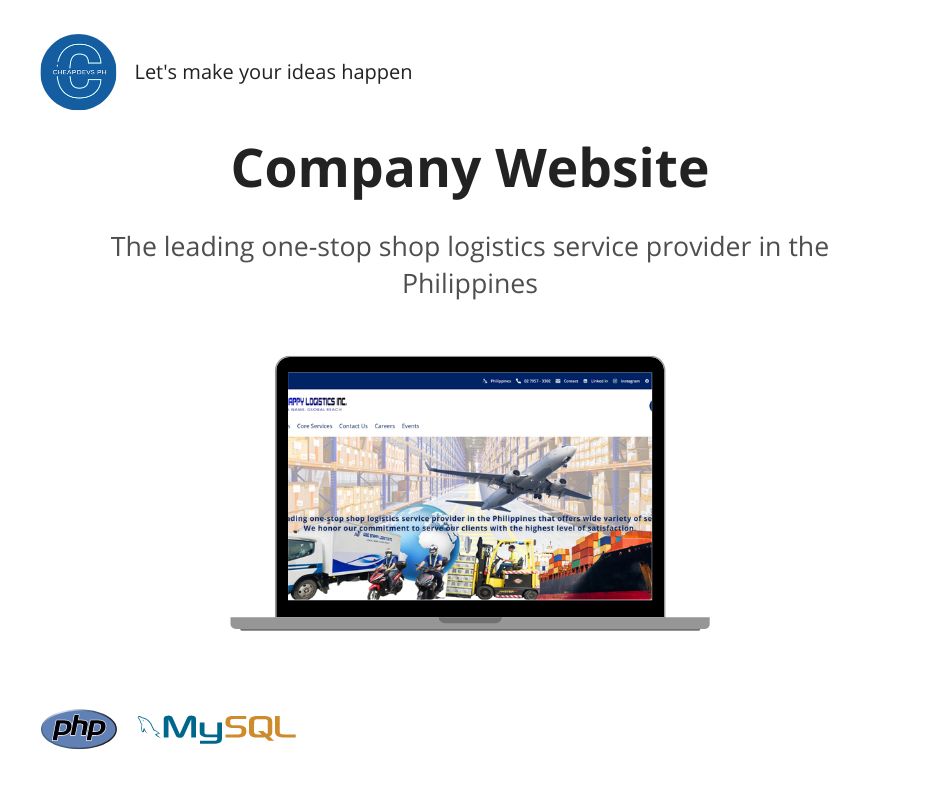 CHEAPDEVS PH
Let's make your ideas happen
Company Website
The leading one-stop shop logistics service provider in the
Philippines
Philippines 02 7957 - 3302 Contact Linked in Instagram
APPY LOGISTICS INC.
NAME. GLOBAL REACH
s Core Services Contact Us Careers Events
ading one-stop shop logistics service provider in the Philippines that offers wide variety of se
We honor our commitment to serve our clients with the highest level of satisfaction.
php
MySQL